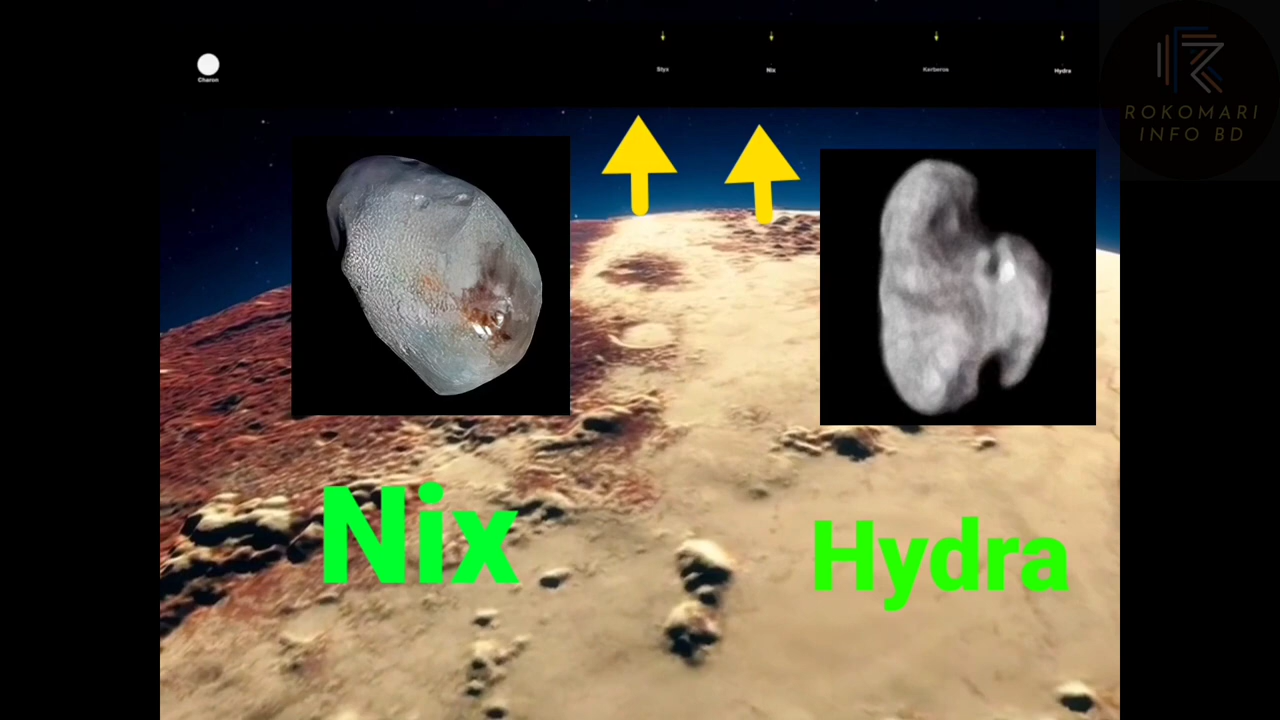 Charon
Styx
Nix
Kerberos
Hydra
ROKOMARI
INFO BD
Nix
Hydra